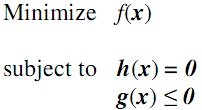 Minimize f(x)
subject to h(x) = 0
g(x) ≤ 0